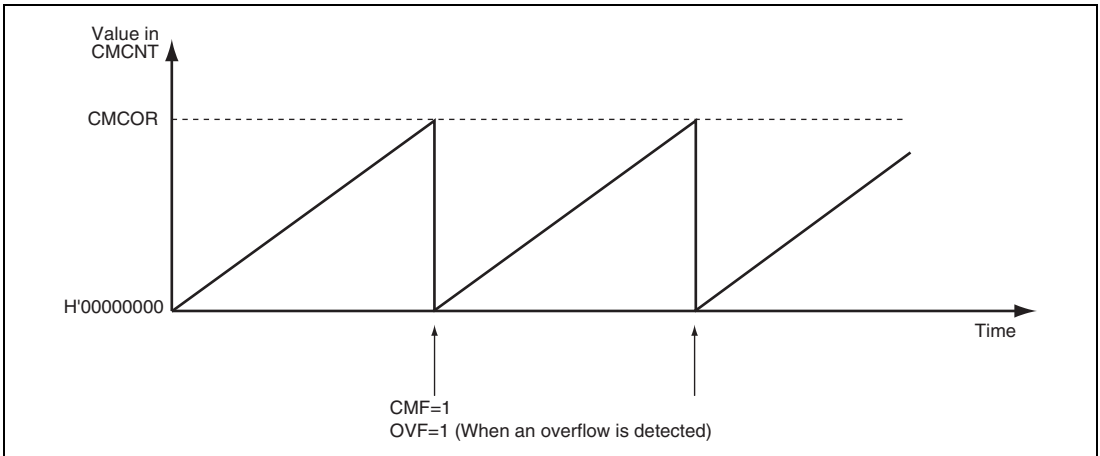 Value in
CMCNT
CMCOR
H'00000000
Time
CMF=1
OVF=1 (When an overflow is detected)